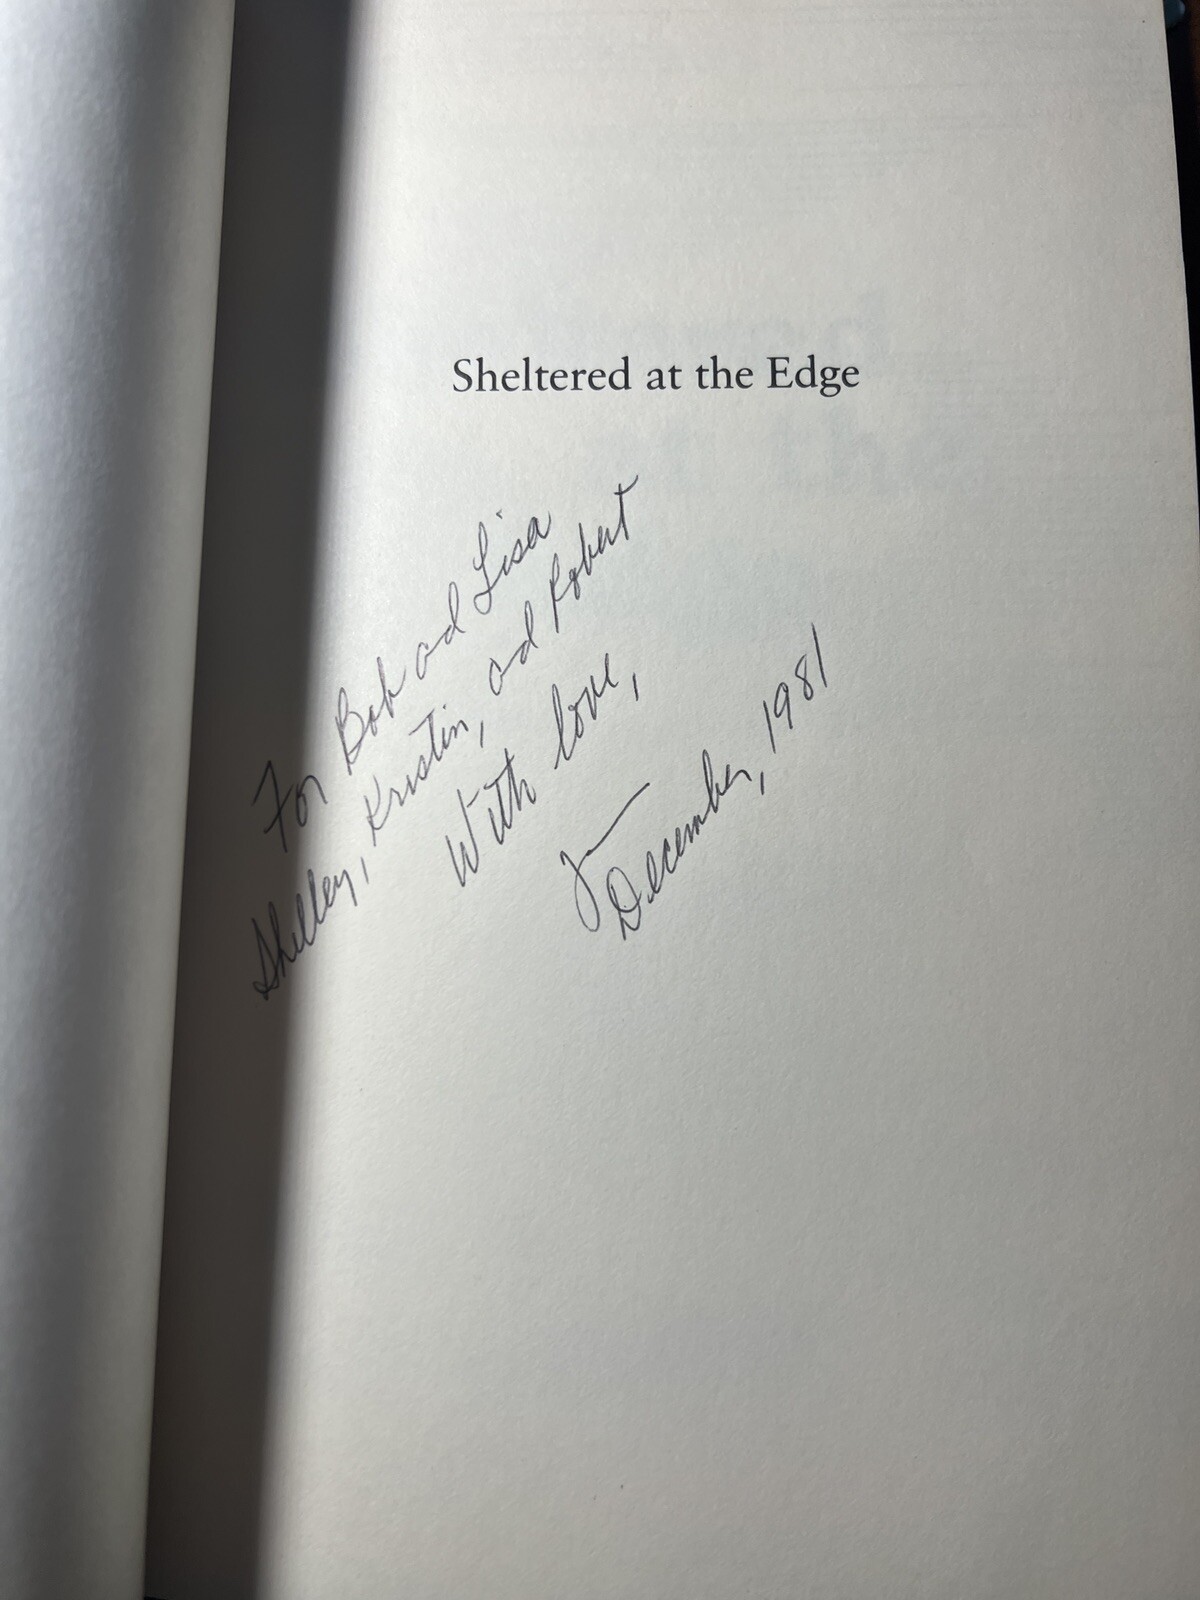 Sheltered at the Edge
For Bob and Lisa
Shelley, Kristin, and Robert
With love,
December, 1981